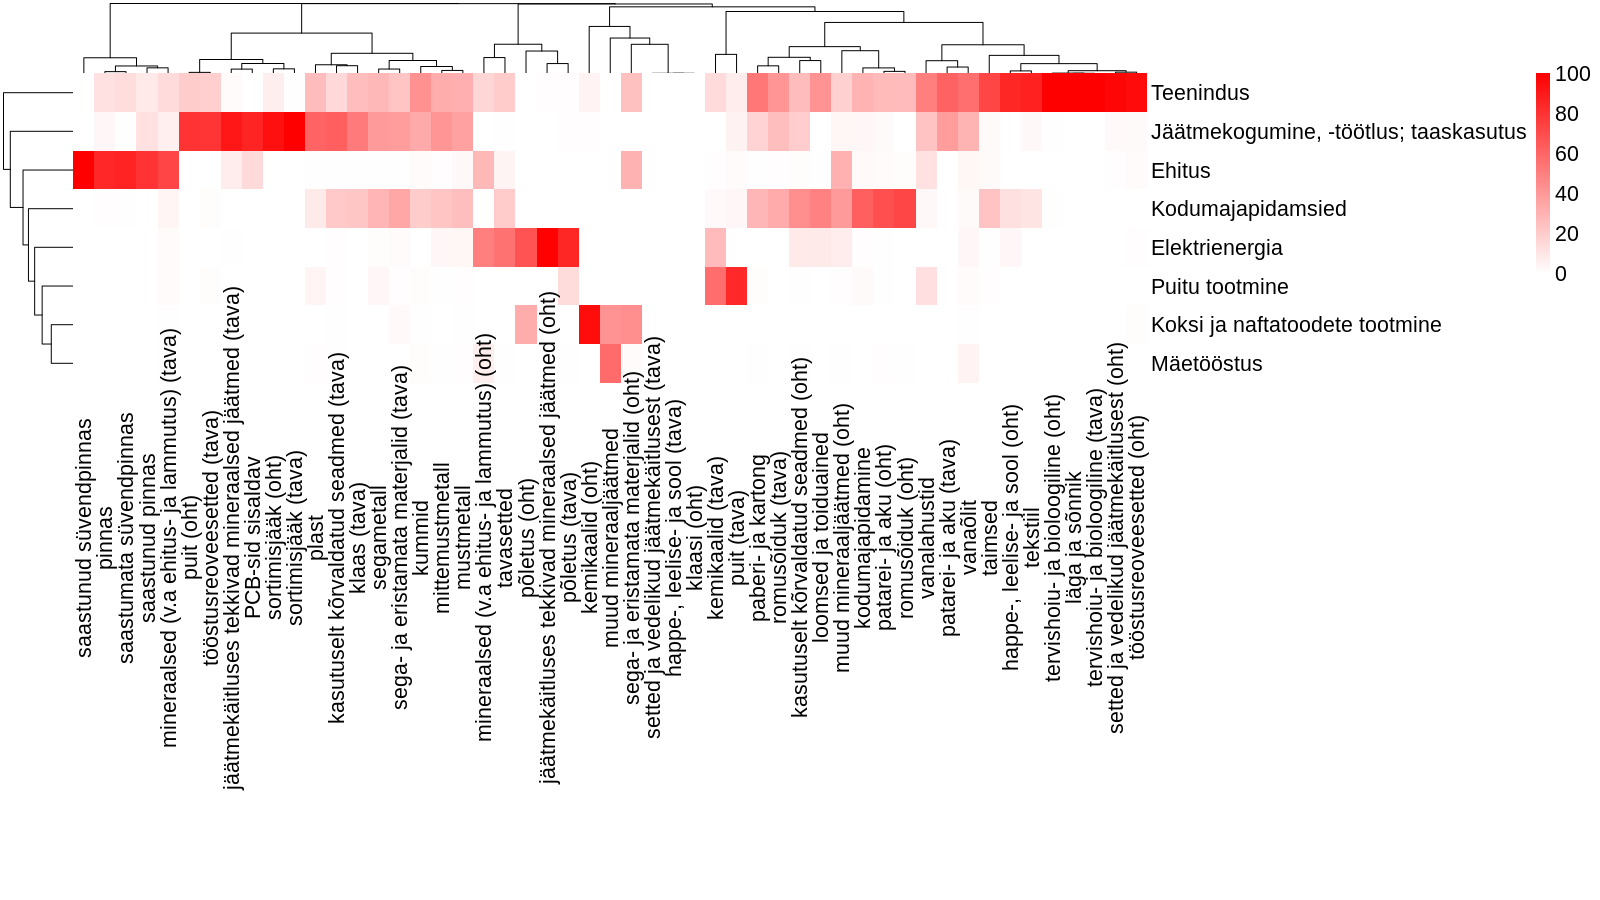 Teenindus
Jäätmekogumine, -töötlus; taaskasutus
Ehitus
Kodumajapidamsied
Elektrienergia
Puitu tootmine
Koksi ja naftatoodete tootmine
Mäetööstus
100
80
60
40
20
0
saastunud süvendpinnas
pinnas
saastumata süvendpinnas
saastunud pinnas
mineraalsed (v.a ehitus- ja lammutus) (tava)
puit (oht)
tööstusreoveesetted (tava)
jäätmekäitluses tekkivad mineraalsed jäätmed (tava)
PCB-sid sisaldav
sortimisjääk (oht)
sortimisjääk (tava)
plast
kasutuselt kõrvaldatud seadmed (tava)
klaas (tava)
segametall
sega- ja eristamata materjalid (tava)
kummid
mittemustmetall
mustmetall
mineraalsed (v.a ehitus- ja lammutus) (oht)
tavasetted
põletus (oht)
jäätmekäitluses tekkivad mineraalsed jäätmed (oht)
põletus (tava)
kemikaalid (oht)
muud mineraaljäätmed
sega- ja eristamata materjalid (oht)
setted ja vedelikud jäätmekäitlusest (tava)
happe-, leelise- ja sool (tava)
klaasi (oht)
kemikaalid (tava)
puit (tava)
paberi- ja kartong
romusõiduk (tava)
kasutuselt kõrvaldatud seadmed (oht)
loomsed ja toiduained
muud mineraaljäätmed (oht)
kodumajapidamine
patarei- ja aku (oht)
romusõiduk (oht)
vanalahustid
patarei- ja aku (tava)
vanaõlit
taimsed
happe-, leelise- ja sool (oht)
tekstiil
tervishoiu- ja bioloogiline (oht)
läga ja sõnnik
tervishoiu- ja bioloogiline (tava)
setted ja vedelikud jäätmekäitlusest (oht)
tööstusreoveesetted (oht)